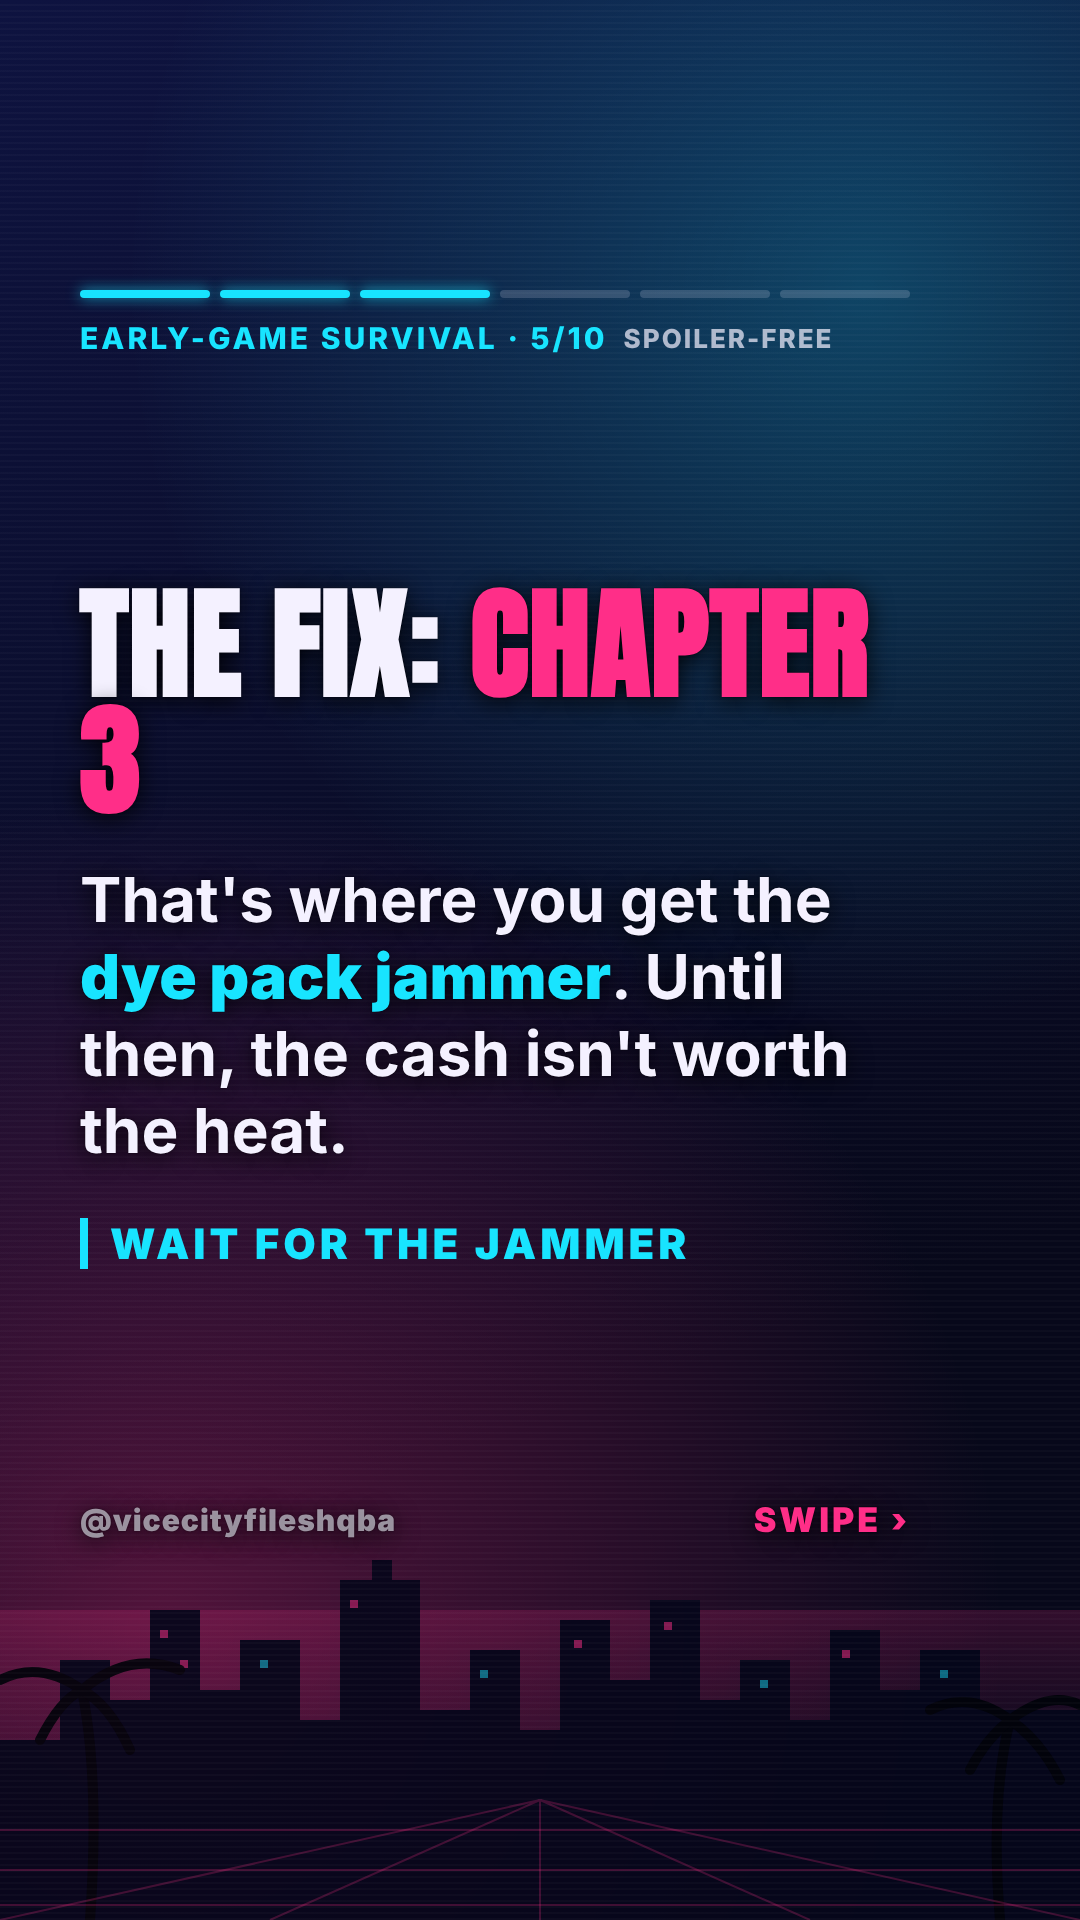 EARLY-GAME SURVIVAL · 5/10 SPOILER-FREE
THE FIX: CHAPTER
3
That's where you get the
dye pack jammer. Until
then, the cash isn't worth
the heat.
WAIT FOR THE JAMMER
@vicecityfileshqba SWIPE ›